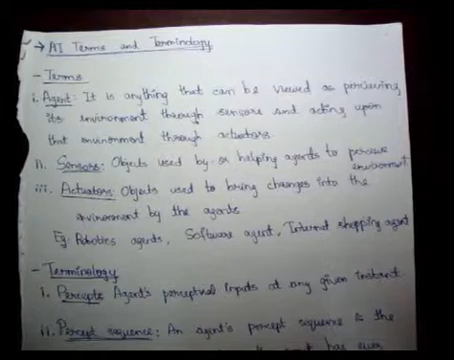 → AI Terms and Terminology
- Terms
i. Agent: It is anything that can be viewed as perceiving
its environment through sensors and acting upon
that environment through actuators.
ii. Sensors: Objects used by or helping agents to perceive
environment
iii. Actuators: Objects used to bring changes into the
environment by the agents
Eg: Robotics agents, Software agent, Internet shopping agent
- Terminology
i. Percepts Agent's perceptual inputs at any given instant
ii. Percept sequence: An agent's percept sequence is the
has ever